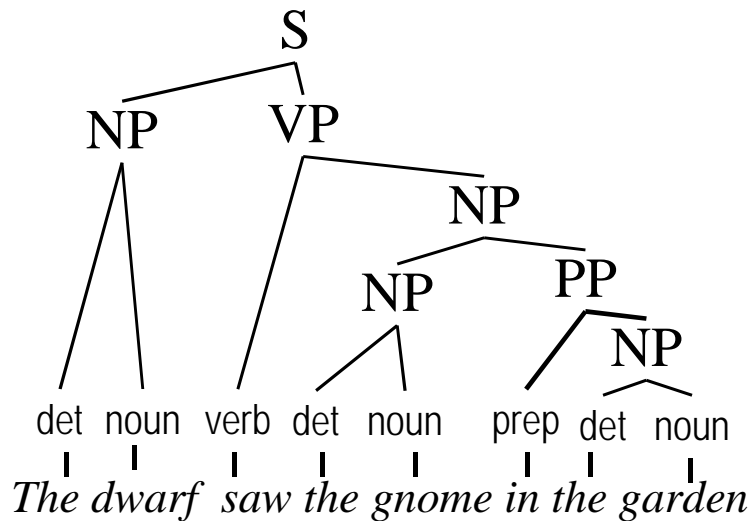 S
NP VP
NP
NP PP
NP
det noun verb det noun prep det noun
The dwarf saw the gnome in the garden